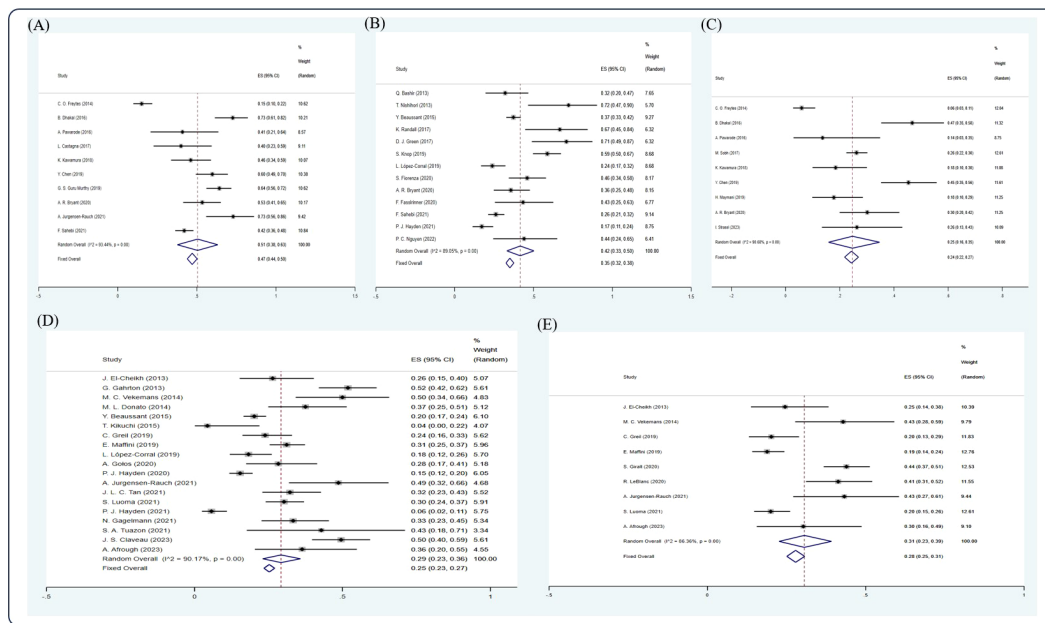 (A)
%
Weight
Study ES (95% CI) (Random)
C. O. Freytes (2014) 0.15 (0.10, 0.22) 10.62
B. Dhakal (2016) 0.73 (0.61, 0.82) 10.21
A. Pawarode (2016) 0.41 (0.21, 0.64) 8.57
L. Castagna (2017) 0.40 (0.23, 0.59) 9.11
K. Kawamura (2018) 0.46 (0.34, 0.59) 10.07
Y. Chen (2019) 0.60 (0.49, 0.70) 10.38
G. S. Guru Murthy (2019) 0.64 (0.56, 0.72) 10.62
A. R. Bryant (2020) 0.53 (0.41, 0.65) 10.17
A. Jurgensen-Rauch (2021) 0.73 (0.56, 0.86) 9.42
F. Sahebi (2021) 0.42 (0.36, 0.48)
Random Overall (I^2 = 93.44%, p = 0.00) 0.51 (0.38, 0.63) 100.00
Fixed Overall 0.47 (0.44, 0.50)
-.5 0 .5 1 1.5
(B)
%
Weight
Study ES (95% CI) (Random)
Q. Bashir (2013) 0.32 (0.20, 0.47) 7.65
T. Nishihori (2013) 0.72 (0.47, 0.90) 5.70
Y. Beaussant (2015) 0.37 (0.33, 0.42) 9.27
K. Randall (2017) 0.67 (0.45, 0.84) 6.32
D. J. Green (2017) 0.71 (0.49, 0.87) 6.32
S. Knop (2019) 0.59 (0.50, 0.67) 8.68
L. López-Corral (2019) 0.24 (0.17, 0.32) 8.68
S. Fiorenza (2020) 0.46 (0.34, 0.58)
A. R. Bryant (2020) 0.36 (0.25, 0.48) 8.15
F. Fasslrinner (2020) 0.43 (0.25, 0.63) 6.77
F. Sahebi (2021) 0.26 (0.21, 0.32) 9.14
P. J. Hayden (2021) 0.17 (0.11, 0.24) 8.75
P. C. Nguyen (2022) 0.44 (0.24, 0.65) 6.41
Random Overall (I^2 = 89.05%, p = 0.00) 0.42 (0.33, 0.50) 100.00
Fixed Overall 0.35 (0.32, 0.38)
-.5 0 .5 1
(C)
%
Weight
Study ES (95% CI) (Random)
C. O. Freytes (2014) 0.06 (0.03, 0.11) 12.04
B. Dhakal (2016) 0.47 (0.35, 0.58) 11.32
A. Pawarode (2016) 0.14 (0.03, 0.35) 8.75
M. Sobh (2017) 0.26 (0.22, 0.30)
K. Kawamura (2018) 0.18 (0.10, 0.30)
Y. Chen (2019) 11.61
H. Maymani (2019) 0.18 (0.10, 0.29) 11.25
A. R. Bryant (2020) 0.30 (0.20, 0.42) 11.25
I. Strassl (2023) 0.26 (0.13, 0.43)
Random Overall 0.25 (0.16, 0.35) 100.00
Fixed Overall 0.24 (0.22, 0.27)
-.2 0 .2 .4 .6 .8
(D)
%
Weight
Study ES (95% CI) (Random)
J. El-Cheikh (2013) 0.26 (0.15, 0.40) 5.07
G. Gahrton (2013) 0.52 (0.42, 0.62) 5.61
M. C. Vekemans (2014) 0.50 (0.34, 0.66) 4.83
M. L. Donato (2014) 0.37 (0.25, 0.51) 5.12
Y. Beaussant (2015) 0.20 (0.17, 0.24) 6.10
T. Kikuchi (2015) 0.04 (0.00, 0.22) 4.07
C. Greil (2019) 0.24 (0.16, 0.33) 5.62
E. Maffini (2019) 0.31 (0.25, 0.37) 5.96
L. López-Corral (2019) 0.18 (0.12, 0.26) 5.81
A. Gołos (2020) 0.28 (0.17, 0.41) 5.18
P. J. Hayden (2020) 0.15 (0.12, 0.20) 6.05
A. Jurgensen-Rauch (2021) 0.49 (0.32, 0.66) 4.68
J. L. C. Tan (2021) 0.32 (0.23, 0.43) 5.52
S. Luoma (2021) 0.30 (0.24, 0.37) 5.91
P. J. Hayden (2021) 0.06 (0.02, 0.11) 5.75
N. Gagelmann (2021) 0.33 (0.23, 0.45) 5.34
S. A. Tuazon (2021) 0.43 (0.18, 0.71) 3.34
J. S. Claveau (2023) 0.50 (0.40, 0.59) 5.61
A. Afrough (2023) 0.36 (0.20, 0.55) 4.55
Random Overall (I^2 = 90.17%, p = 0.00) 0.29 (0.23, 0.36) 100.00
Fixed Overall 0.25 (0.23, 0.27)
-.5 0 .5 1
(E)
%
Weight
Study ES (95% CI) (Random)
J. El-Cheikh (2013) 0.25 (0.14, 0.38) 10.39
M. C. Vekemans (2014) 0.43 (0.28, 0.59) 9.79
C. Greil (2019) 0.20 (0.13, 0.29) 11.83
E. Maffini (2019) 0.19 (0.14, 0.24) 12.76
S. Gxall (2020) 0.44 (0.37, 0.51) 12.53
R. LeBlanc (2020) 0.41 (0.31, 0.52) 11.55
A. Jurgensen-Rauch (2021) 0.43 (0.27, 0.61) 9.44
S. Luoma (2021) 0.20 (0.15, 0.26) 12.61
A. Afrough (2023) 0.30 (0.16, 0.49) 9.10
Random Overall (I^2 = 86.36%, p = 0.00) 0.31 (0.23, 0.39) 100.00
Fixed Overall 0.28 (0.25, 0.31)
-.5 0 .5 1